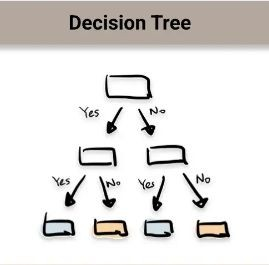 Decision Tree
Yes No
Yes No Yes No